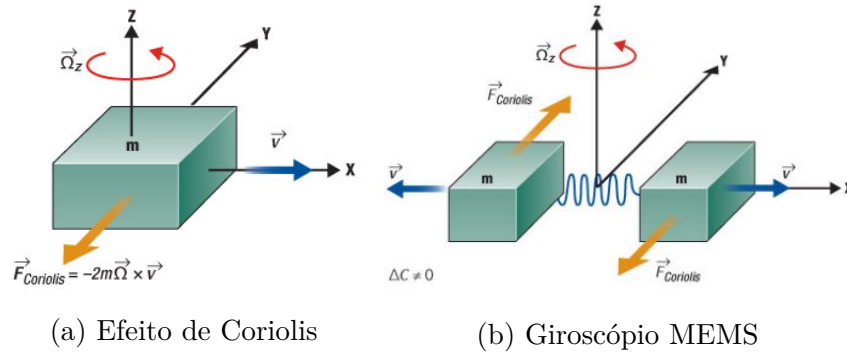 Z
Y
Ω⃗z
m
v⃗
X
F⃗Coriolis = −2mΩ⃗ × v⃗
(a) Efeito de Coriolis
Z
Y
Ω⃗z
F⃗Coriolis
v⃗
m
m
v⃗
X
F⃗Coriolis
ΔC ≠ 0
(b) Giroscópio MEMS